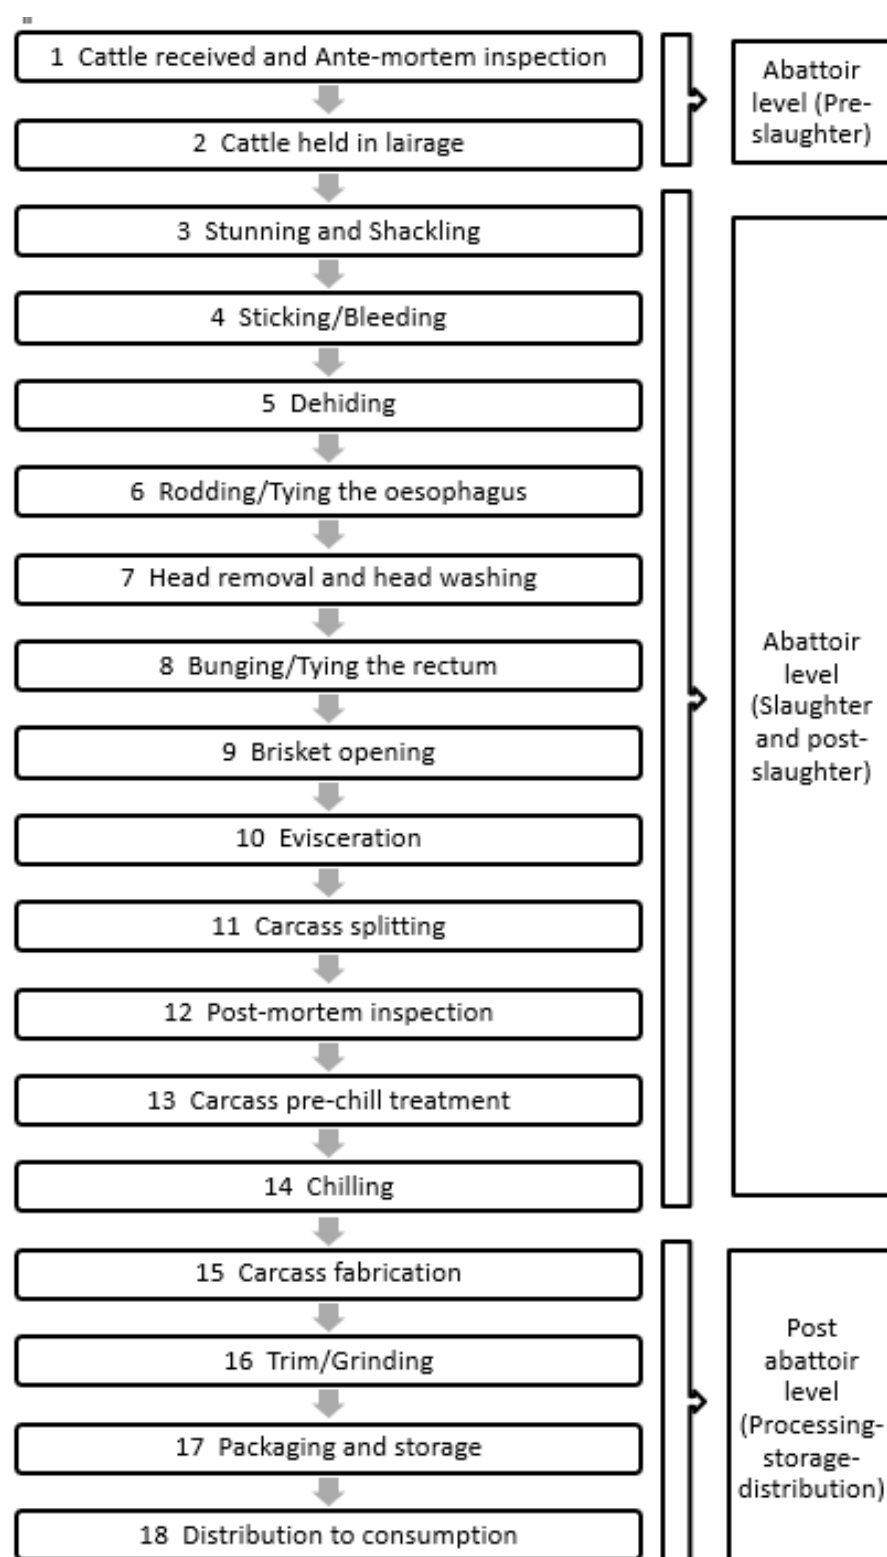 1 Cattle received and Ante-mortem inspection
2 Cattle held in lairage
3 Stunning and Shackling
4 Sticking/Bleeding
5 Dehiding
6 Rodding/Tying the oesophagus
7 Head removal and head washing
8 Bunging/Tying the rectum
9 Brisket opening
10 Evisceration
11 Carcass splitting
12 Post-mortem inspection
13 Carcass pre-chill treatment
14 Chilling
15 Carcass fabrication
16 Trim/Grinding
17 Packaging and storage
18 Distribution to consumption
Abattoir
level (Pre-
slaughter)
Abattoir
level
(Slaughter
and post-
slaughter)
Post
abattoir
level
(Processing-
storage-
distribution)